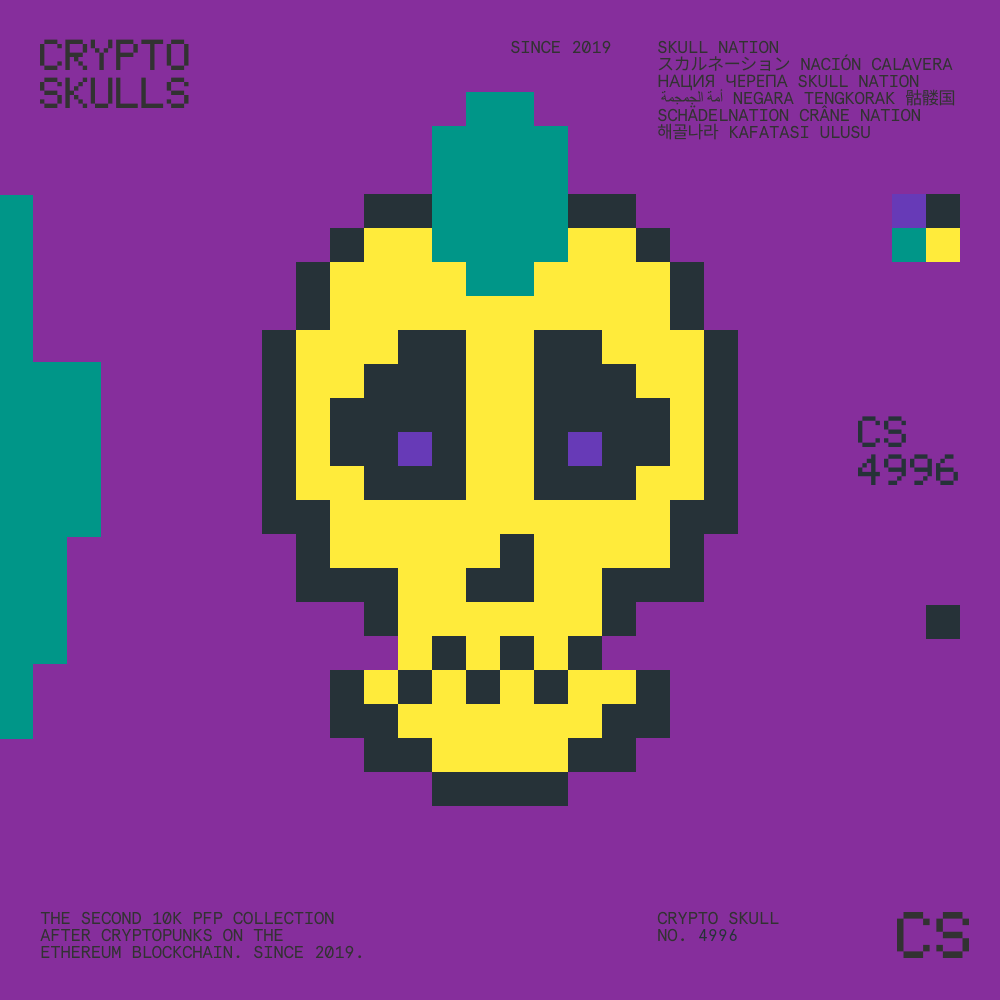 CRYPTO
SKULLS
SINCE 2019
SKULL NATION
スカルネーション NACIÓN CALAVERA
НАЦИЯ ЧЕРЕПА SKULL NATION
أمة الجمجمة NEGARA TENGKORAK 骷髅国
SCHÄDELNATION CRÂNE NATION
해골나라 KAFATASI ULUSU
CS
4996
THE SECOND 10K PFP COLLECTION
AFTER CRYPTOPUNKS ON THE
ETHEREUM BLOCKCHAIN. SINCE 2019.
CRYPTO SKULL
NO. 4996
CS